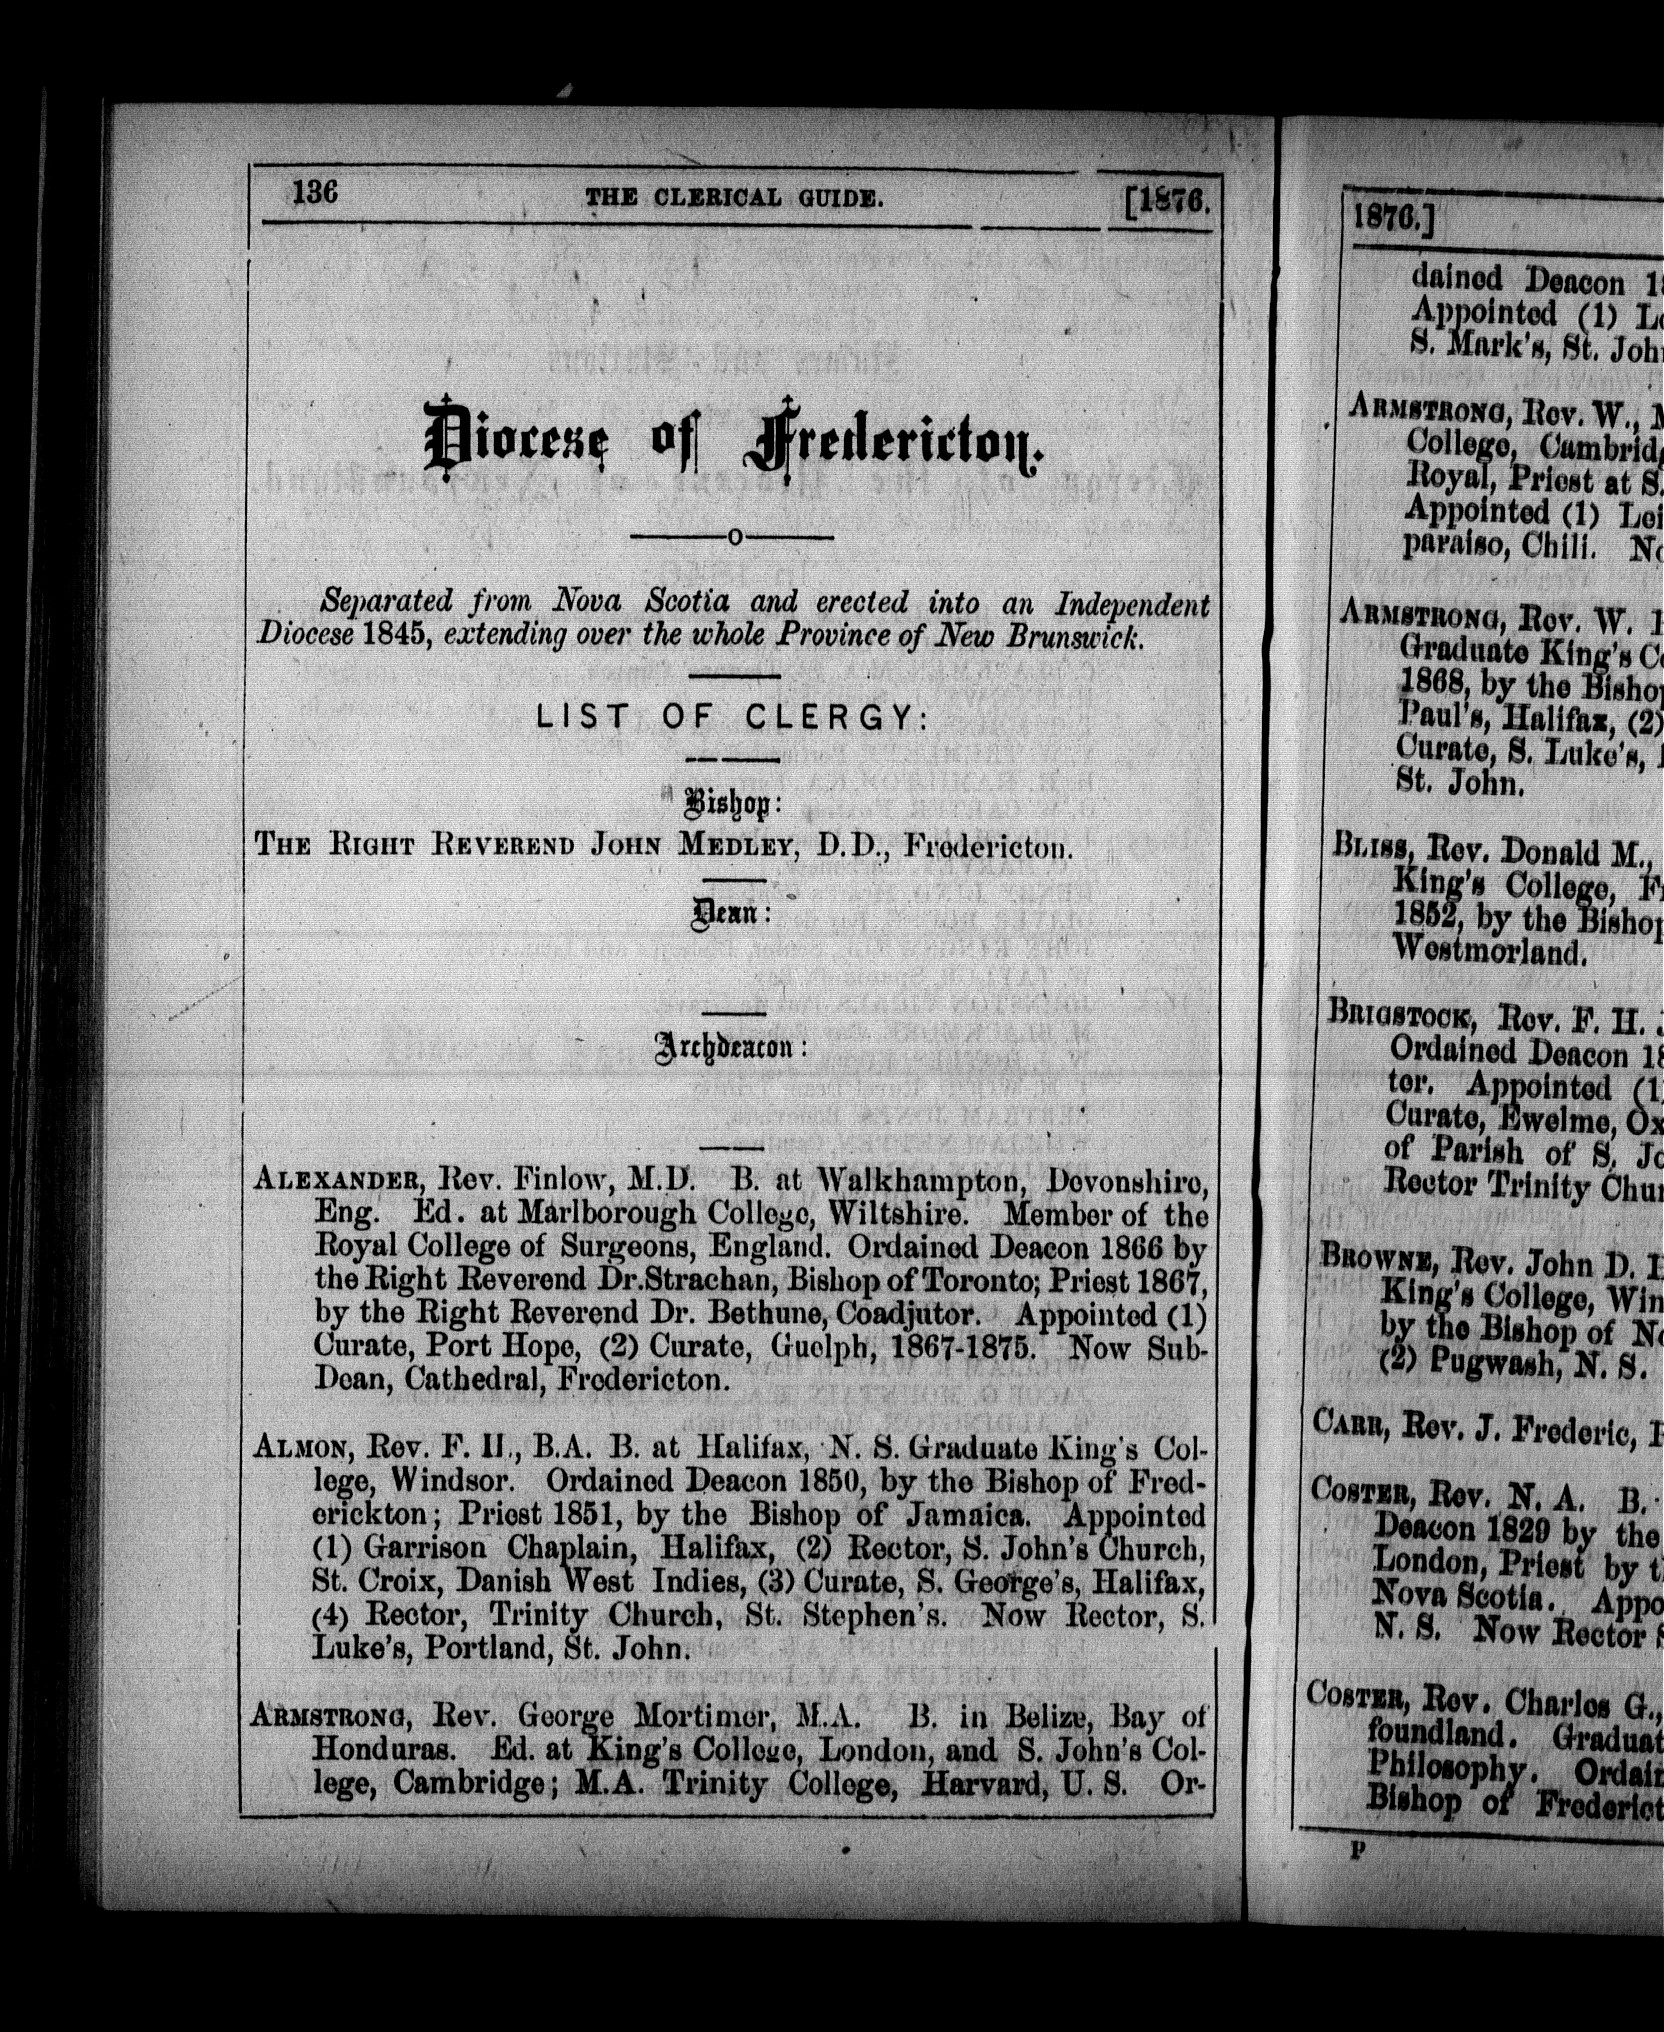 136 THE CLERICAL GUIDE. [1876.
Diocese of Fredericton.
Separated from Nova Scotia and erected into an Independent
Diocese 1845, extending over the whole Province of New Brunswick.
LIST OF CLERGY:
Bishop:
THE RIGHT REVEREND JOHN MEDLEY, D.D., Fredericton.
Dean:
Archdeacon:
ALEXANDER, Rev. Finlow, M.D. B. at Walkhampton, Devonshire,
Eng. Ed. at Marlborough College, Wiltshire. Member of the
Royal College of Surgeons, England. Ordained Deacon 1866 by
the Right Reverend Dr. Strachan, Bishop of Toronto; Priest 1867,
by the Right Reverend Dr. Bethune, Coadjutor. Appointed (1)
Curate, Port Hope, (2) Curate, Guelph, 1867-1875. Now Sub-
Dean, Cathedral, Fredericton.
ALMON, Rev. F. H., B.A. B. at Halifax, N. S. Graduate King's Col-
lege, Windsor. Ordained Deacon 1850, by the Bishop of Fred-
erickton; Priest 1851, by the Bishop of Jamaica. Appointed
(1) Garrison Chaplain, Halifax, (2) Rector, S. John's Church,
St. Croix, Danish West Indies, (3) Curate, S. George's, Halifax,
(4) Rector, Trinity Church, St. Stephen's. Now Rector, S.
Luke's, Portland, St. John.
ARMSTRONG, Rev. George Mortimer, M.A. B. in Belize, Bay of
Honduras. Ed. at King's College, London, and S. John's Col-
lege, Cambridge; M.A. Trinity College, Harvard, U. S. Or-
1876.]
dained Deacon
Appointed (1)
S. Mark's, St.
ARMSTRONG, Rev. W.,
College,
Royal, Priest at S.
Appointed (1)
paraiso, Chili.
ARMSTRONG, Rev. W.
Graduate King's
1868, by the
Paul's, Halifax, (2)
Curate, S. Luke's,
St. John.
BLISS, Rev. Donald M.,
King's College,
1852, by the
Westmorland.
BRIGSTOCK, Rev. F. H.
Ordained Deacon
ter. Appointed
Curate, Ewelme,
of Parish of S.
Rector Trinity
BROWNE, Rev. John D.
King's College,
by the Bishop of
(2) Pugwash, N. S.
CARR, Rev. J. Frederic,
COSTER, Rev. N. A. B.
Deacon 1829 by the
London, Priest by
Nova Scotia.
N. S. Now Rector
COSTER, Rev. Charles G.,
foundland.
Philosophy.
Bishop of
P